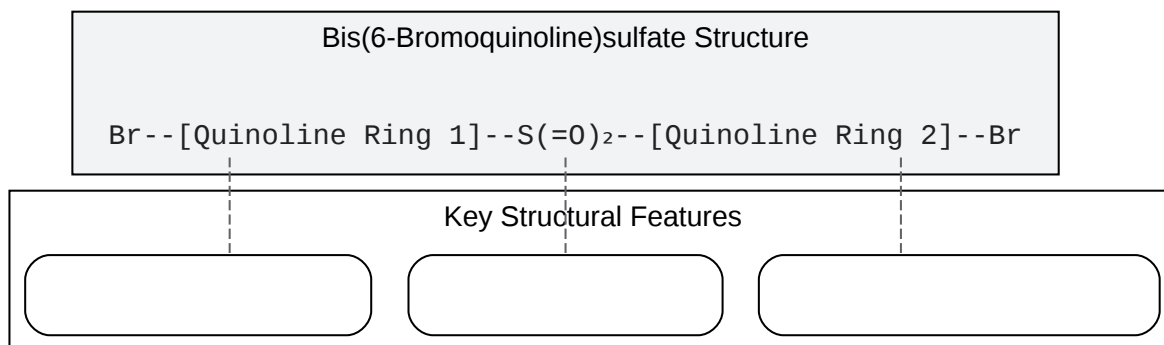 Bis(6-Bromoquinoline)sulfate Structure
Br--[Quinoline Ring 1]--S(=O)₂--[Quinoline Ring 2]--Br
Key Structural Features